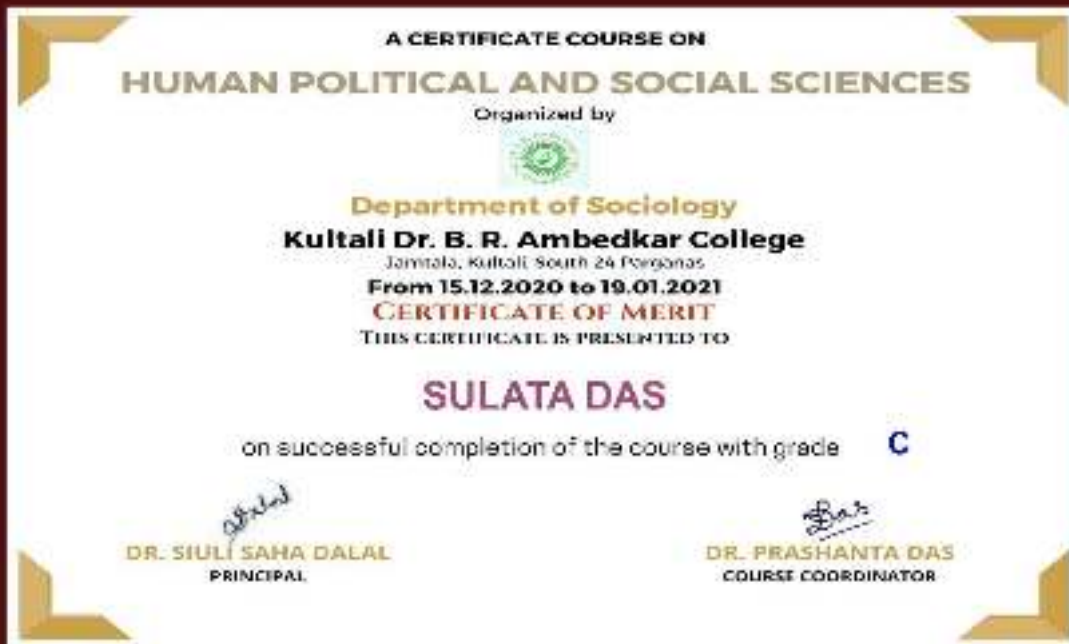 A CERTIFICATE COURSE ON
HUMAN POLITICAL AND SOCIAL SCIENCES
Organized by
Department of Sociology
Kultali Dr. B. R. Ambedkar College
Jamtala, Kultali, South 24 Parganas
From 15.12.2020 to 19.01.2021
CERTIFICATE OF MERIT
THIS CERTIFICATE IS PRESENTED TO
SULATA DAS
on successful completion of the course with grade C
DR. SIULI SAHA DALAL
PRINCIPAL
Das
DR. PRASHANTA DAS
COURSE COORDINATOR